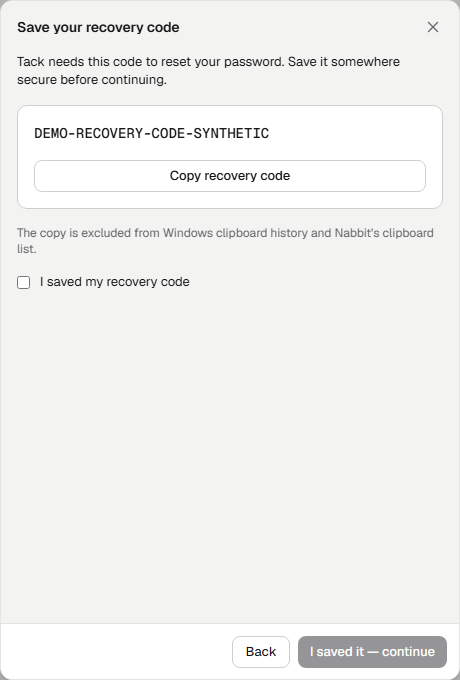 Save your recovery code
Tack needs this code to reset your password. Save it somewhere
secure before continuing.
DEMO-RECOVERY-CODE-SYNTHETIC
Copy recovery code
The copy is excluded from Windows clipboard history and Nabbit's clipboard
list.
I saved my recovery code
Back
I saved it — continue